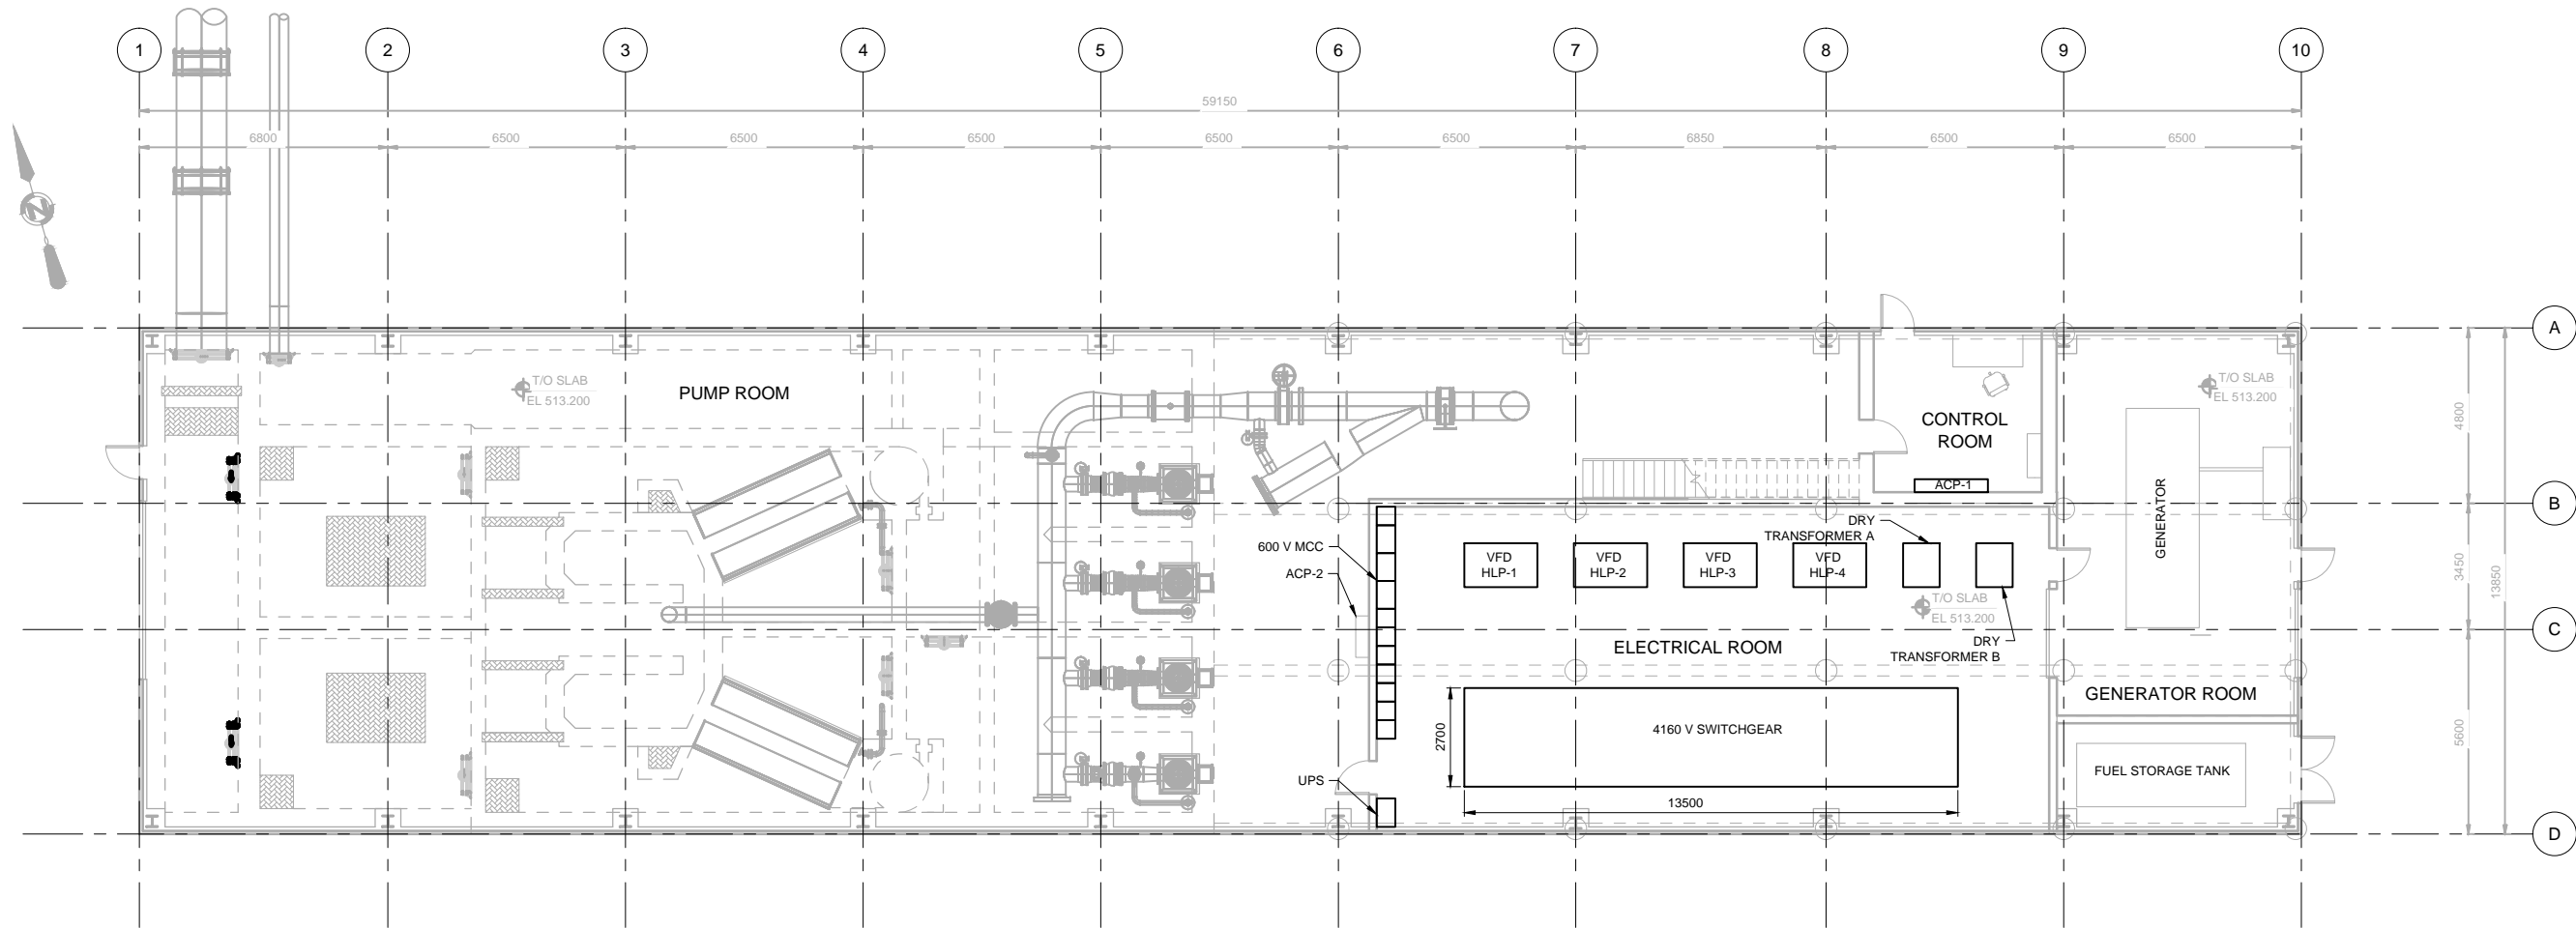 1
2
3
4
5
6
7
8
9
10
59150
6800
6500
6500
6500
6500
6500
6850
6500
6500
N
A
T/O SLAB
EL 513.200
PUMP ROOM
T/O SLAB
EL 513.200
CONTROL
ROOM
4800
ACP-1
B
GENERATOR
DRY
TRANSFORMER A
600 V MCC
ACP-2
VFD
HLP-1
VFD
HLP-2
VFD
HLP-3
VFD
HLP-4
3450
13850
T/O SLAB
EL 513.200
C
ELECTRICAL ROOM
DRY
TRANSFORMER B
GENERATOR ROOM
2700
4160 V SWITCHGEAR
5600
FUEL STORAGE TANK
UPS
13500
D